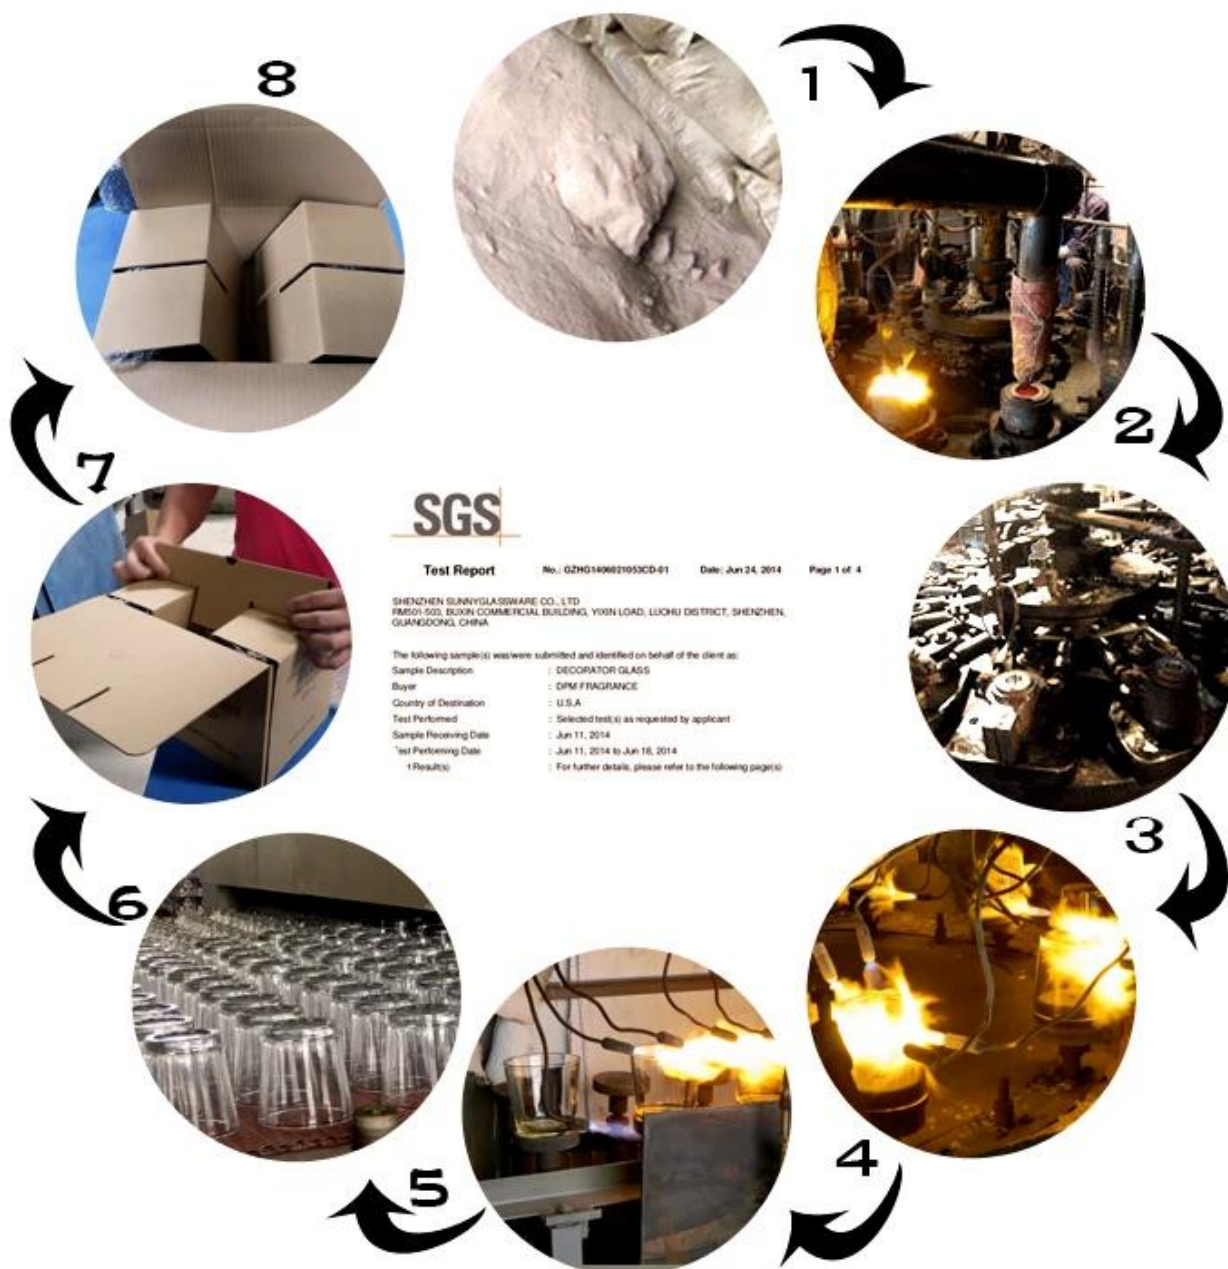 8
1
2
7
SGS
Test Report No.: GZHG1406021053CD-01 Date: Jun 24, 2014 Page 1 of 4
SHENZHEN SUNNYGLASSWARE CO., LTD
RM501-503, BUXIN COMMERCIAL BUILDING, YIXIN LOAD, LUOHU DISTRICT, SHENZHEN,
GUANGDONG, CHINA
The following sample(s) was/were submitted and identified on behalf of the client as:
Sample Description : DECORATOR GLASS
Buyer : DPM FRAGRANCE
Country of Destination : U.S.A
Test Performed : Selected test(s) as requested by applicant
Sample Receiving Date : Jun 11, 2014
Test Performing Date : Jun 11, 2014 to Jun 18, 2014
Result(s) : For further details, please refer to the following page(s)
3
6
4
5